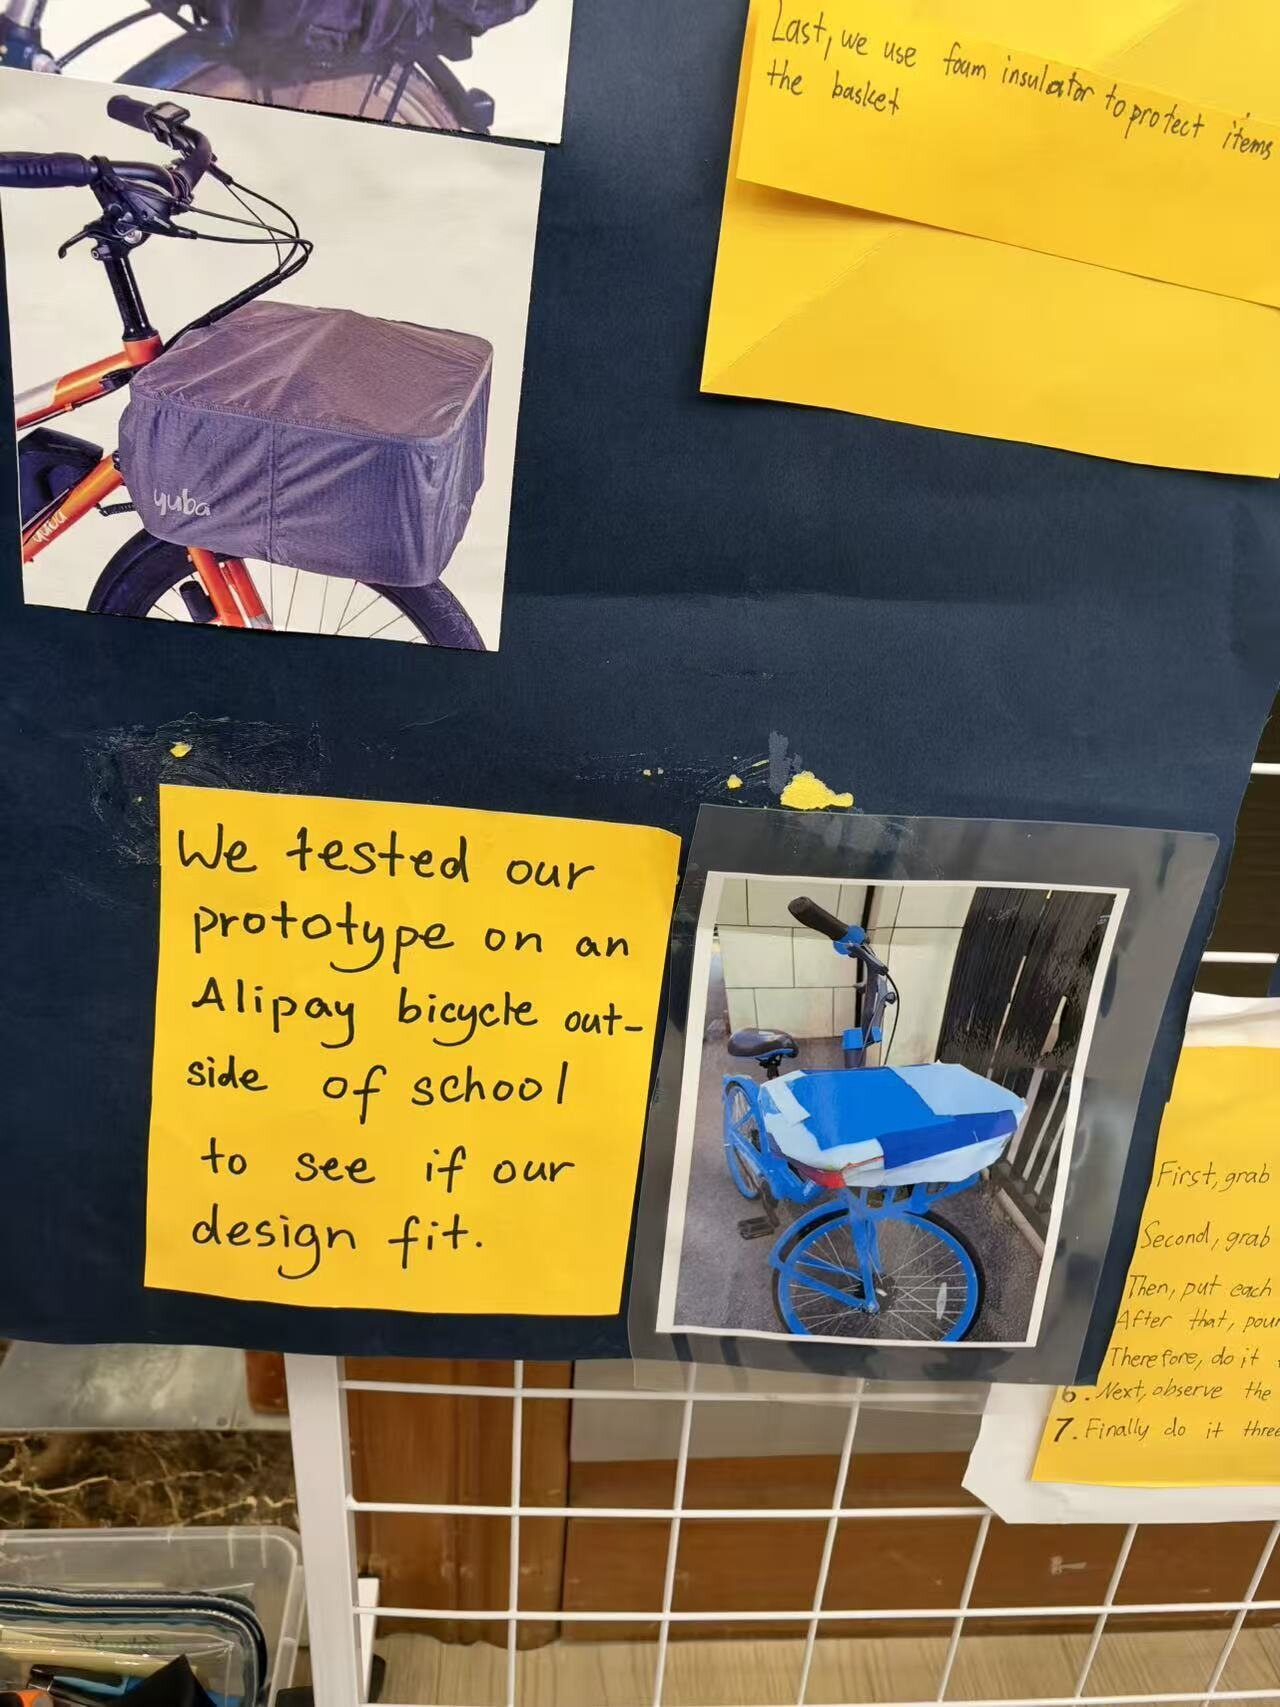 Last, we use foam insulator to protect items
the basket
yuba
yuba
We tested our
prototype on an
Alipay bicycle out-
side of school
to see if our
design fit.
First, grab
Second, grab
Then, put each
After that, pour
Therefore, do it
6. Next, observe the
7. Finally do it three